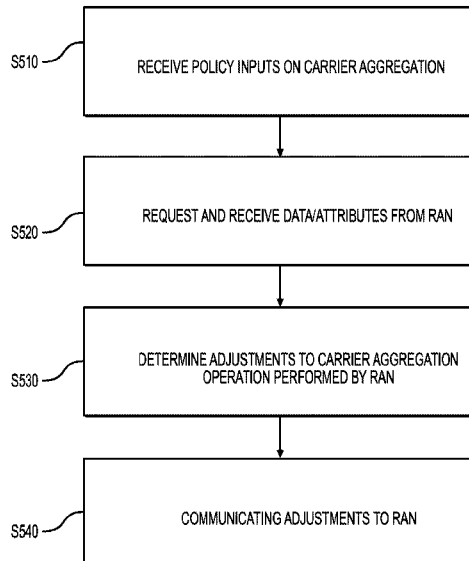 S510
RECEIVE POLICY INPUTS ON CARRIER AGGREGATION
S520
REQUEST AND RECEIVE DATA/ATTRIBUTES FROM RAN
S530
DETERMINE ADJUSTMENTS TO CARRIER AGGREGATION
OPERATION PERFORMED BY RAN
S540
COMMUNICATING ADJUSTMENTS TO RAN